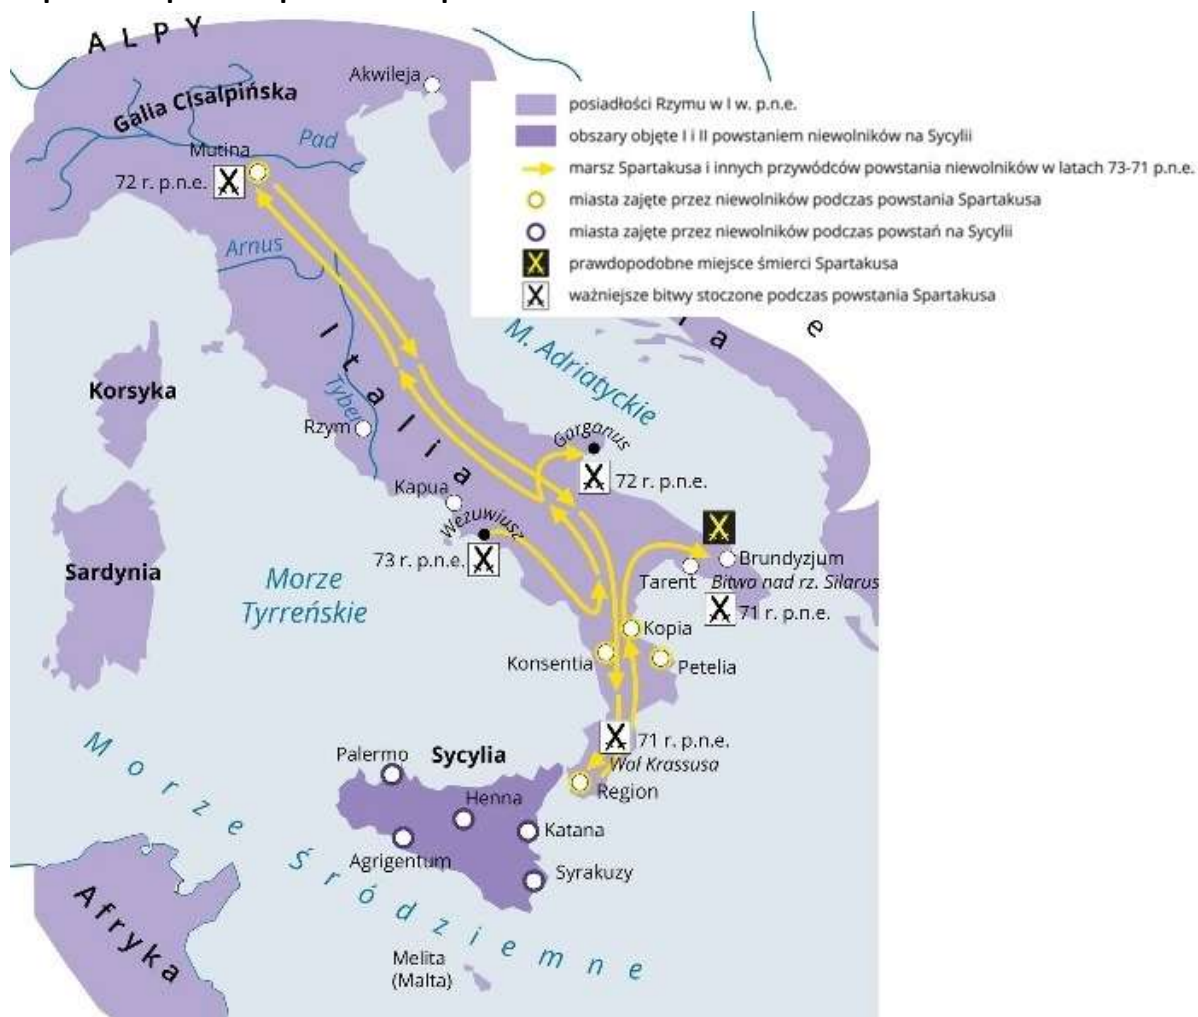 ALPY
Akwileja
Galia Cisalpińska
Pad
Mutina
72 r. p.n.e.
Arnus
posiadłości Rzymu w I w. p.n.e.
obszary objęte I i II powstaniem niewolników na Sycylii
marsz Spartakusa i innych przywódców powstania niewolników w latach 73-71 p.n.e.
miasta zajęte przez niewolników podczas powstania Spartakusa
miasta zajęte przez niewolników podczas powstań na Sycylii
prawdopodobne miejsce śmierci Spartakusa
ważniejsze bitwy stoczone podczas powstania Spartakusa
M. Adriatyckie
Italia
Korsyka
Tyber
Rzym
Garganus
72 r. p.n.e.
Kapua
Wezuwiusz
73 r. p.n.e.
Brundyzjum
Tarent
Bitwa nad rz. Silarus
71 r. p.n.e.
Sardynia
Morze
Tyrreńskie
Kopia
Konsentia
Petelia
71 r. p.n.e.
Wał Krassusa
Region
Palermo
Sycylia
Henna
Katana
Agrigentum
Syrakuzy
Morze Śródziemne
Afryka
Melita
(Malta)